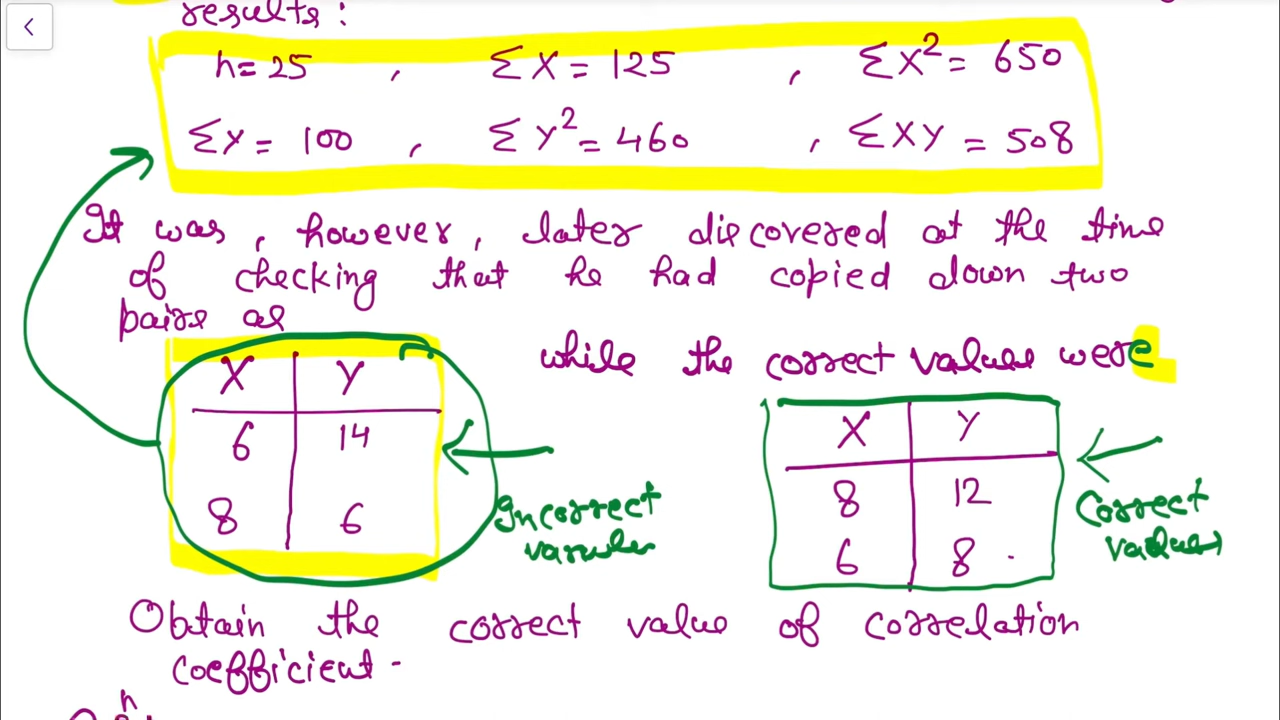 results:
n = 25 , ΣX = 125 , ΣX² = 650
ΣY = 100 , ΣY² = 460 , ΣXY = 508
It was, however, later discovered at the time
of checking that he had copied down two
pairs as
while the correct values were
X Y
6 14
8 6
Incorrect
X Y
8 12
6 8
Correct
values
Obtain the correct value of correlation
coefficient -